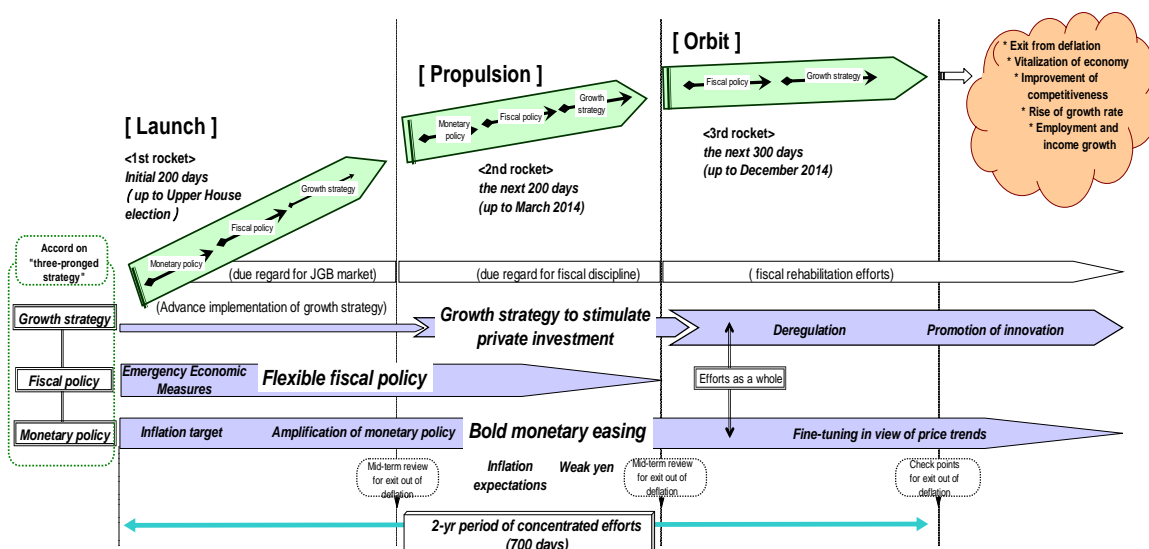 [ Launch ]
<1st rocket>
Initial 200 days
( up to Upper House
election )
Monetary policy
Fiscal policy
Growth strategy
[ Propulsion ]
Monetary
policy
Fiscal policy
Growth
strategy
<2nd rocket>
the next 200 days
(up to March 2014)
[ Orbit ]
Fiscal policy
Growth strategy
<3rd rocket>
the next 300 days
(up to December 2014)
* Exit from deflation
* Vitalization of economy
* Improvement of
competitiveness
* Rise of growth rate
* Employment and
income growth
Accord on
"three-pronged
strategy"
Growth strategy
Fiscal policy
Monetary policy
(due regard for JGB market)
(due regard for fiscal discipline)
( fiscal rehabilitation efforts)
(Advance implementation of growth strategy)
Growth strategy to stimulate
private investment
Deregulation
Promotion of innovation
Emergency Economic
Measures
Flexible fiscal policy
Efforts as a whole
Inflation target
Amplification of monetary policy
Bold monetary easing
Fine-tuning in view of price trends
Mid-term review
for exit out of
deflation
Inflation
expectations
Weak yen
Mid-term review
for exit out of
deflation
Check points
for exit out of
deflation
2-yr period of concentrated efforts
(700 days)